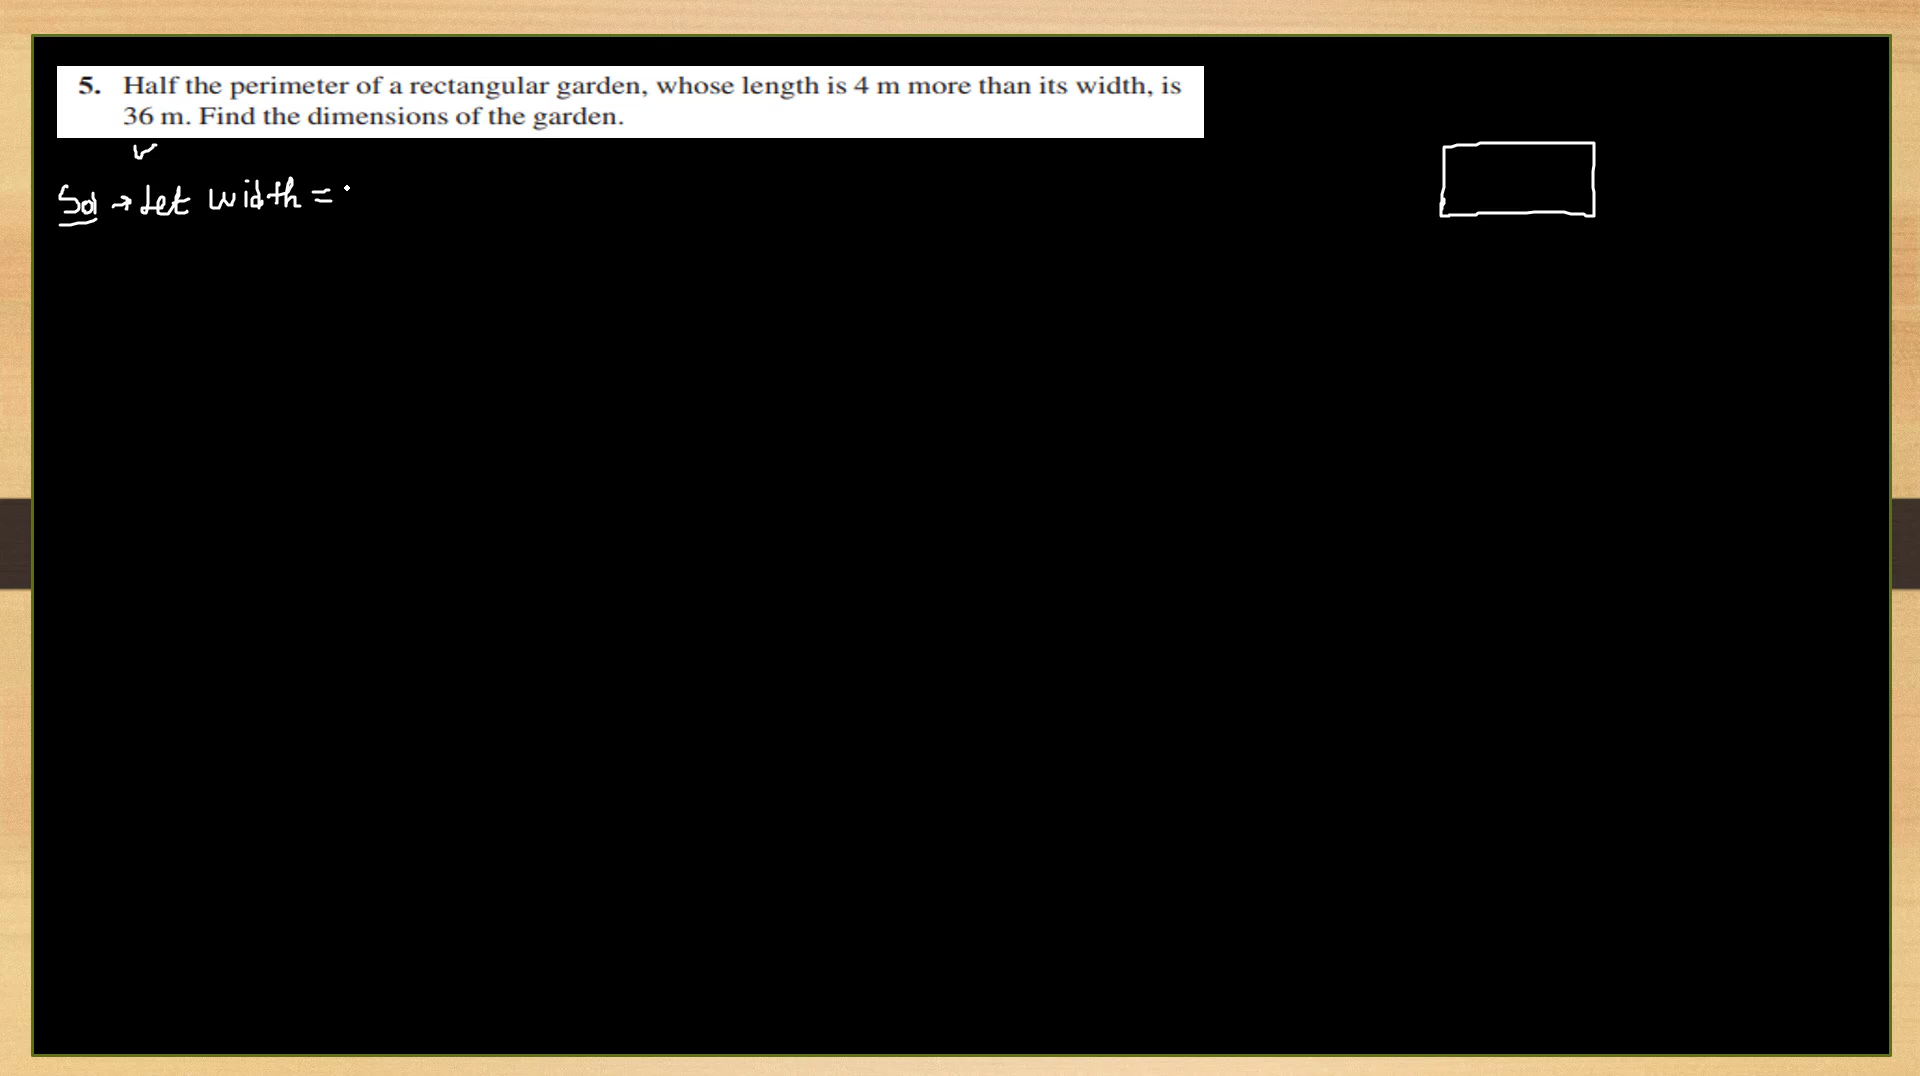 5. Half the perimeter of a rectangular garden, whose length is 4 m more than its width, is
36 m. Find the dimensions of the garden.
Sol → Let width =